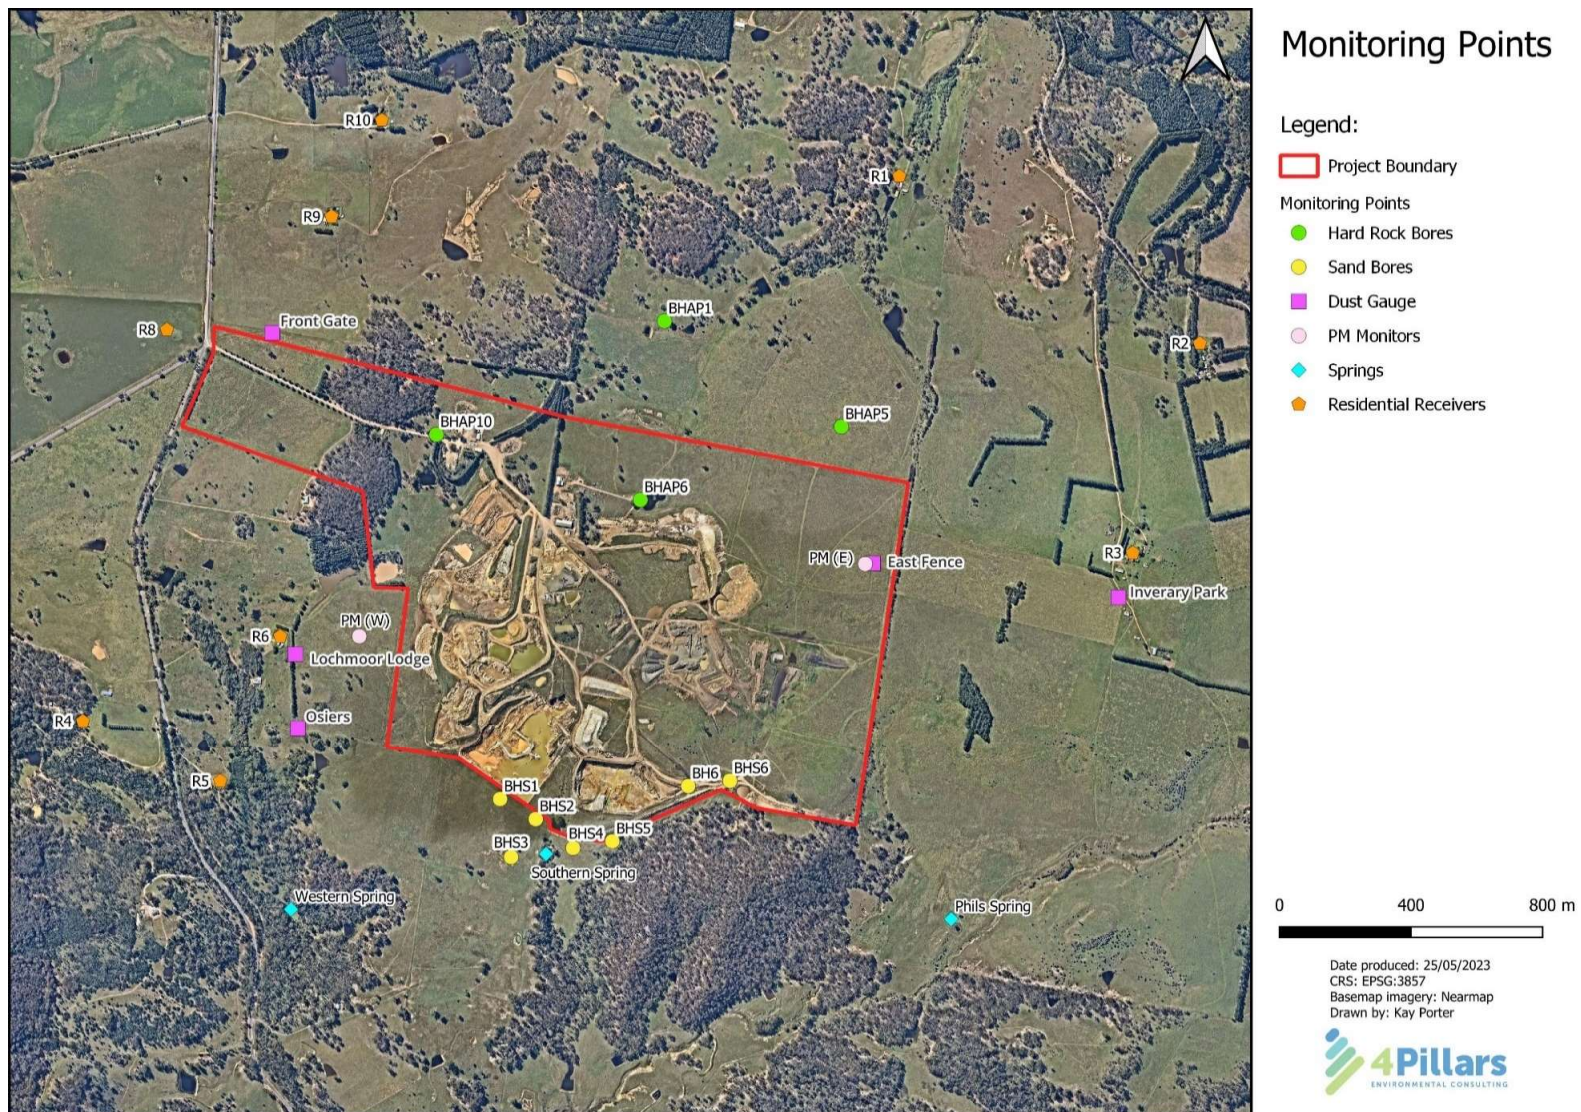 Monitoring Points
Legend:
Project Boundary
Monitoring Points
Hard Rock Bores
Sand Bores
Dust Gauge
PM Monitors
Springs
Residential Receivers
R10
R1
R9
BHAP1
Front Gate
R8
R2
BHAP5
BHAP10
BHAP6
R3
PM (E)
East Fence
Inverary Park
PM (W)
R6
Lochmoor Lodge
Osiers
R4
R5
BH6
BHS6
BHS1
BHS2
BHS5
BHS4
BHS3
Southern Spring
Western Spring
Phils Spring
0 400 800 m
Date produced: 25/05/2023
CRS: EPSG:3857
Basemap imagery: Nearmap
Drawn by: Kay Porter
4Pillars
ENVIRONMENTAL CONSULTING